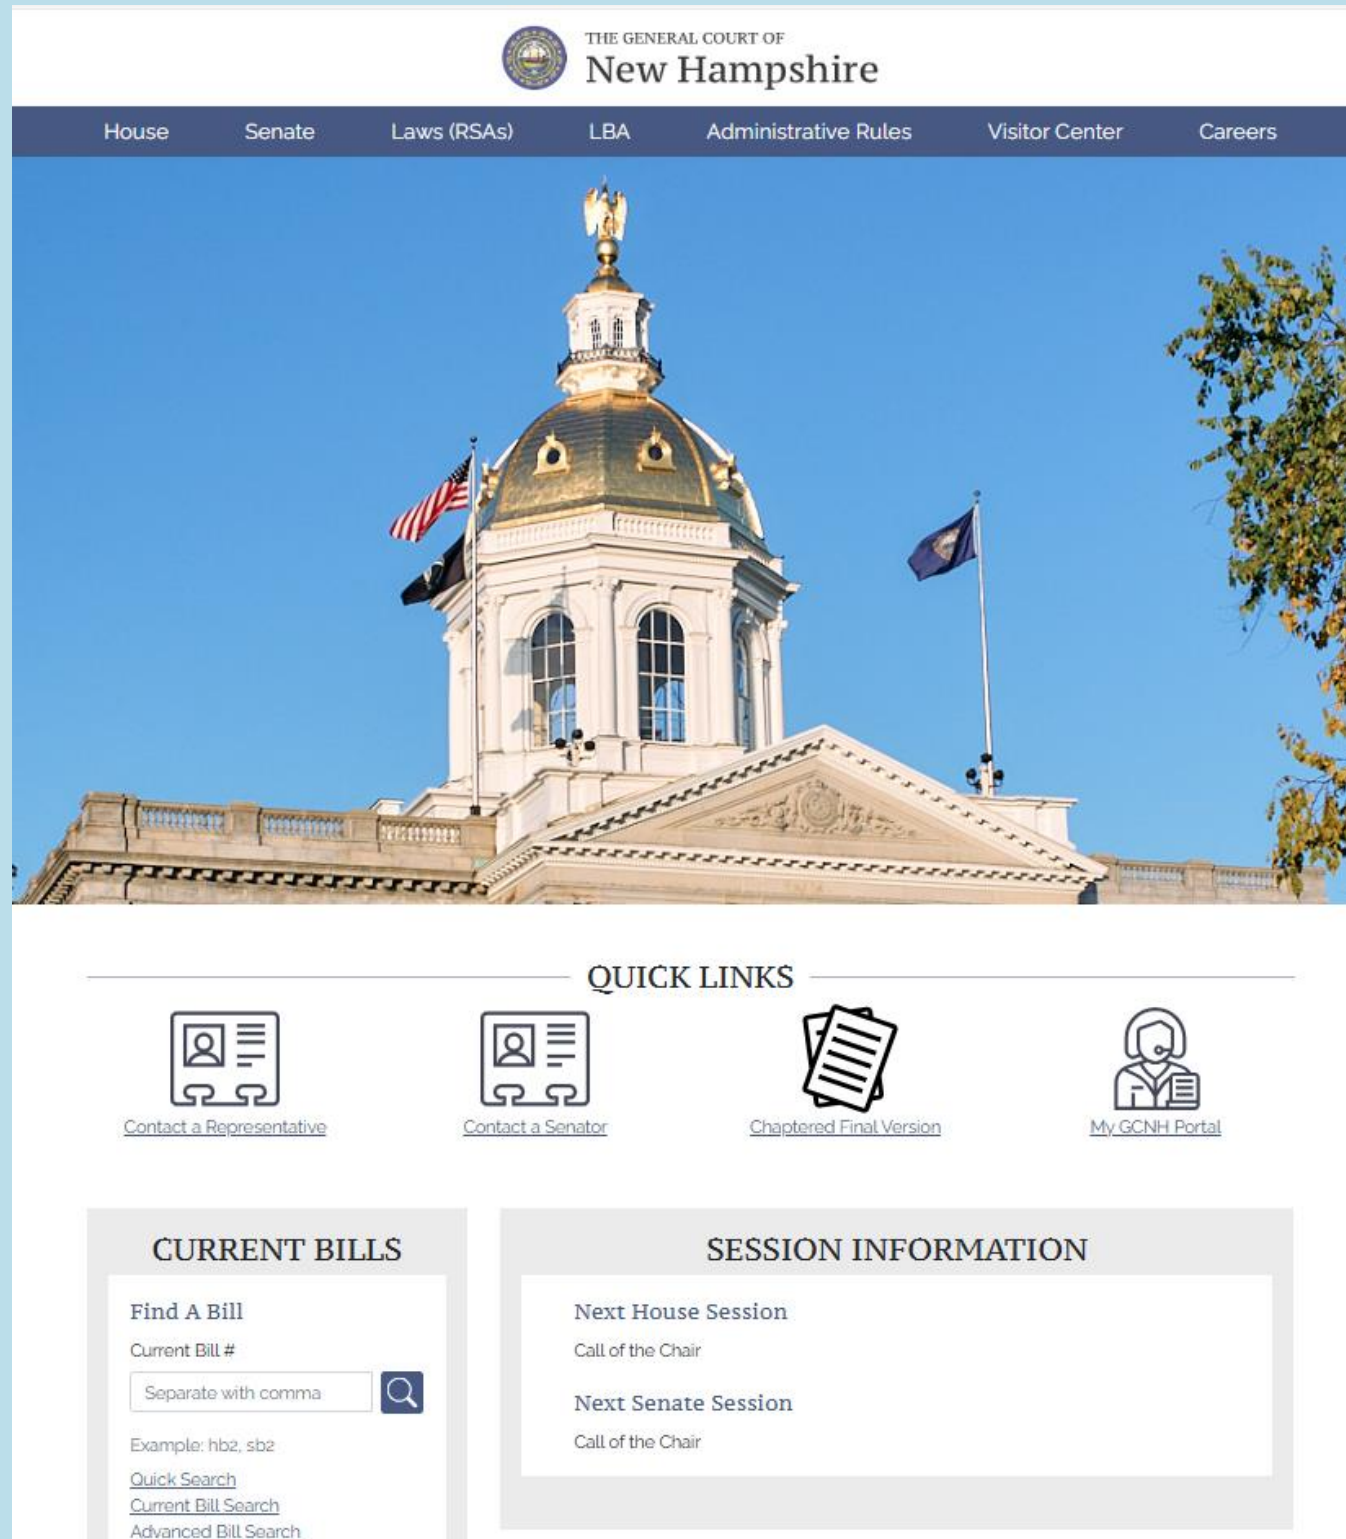 THE GENERAL COURT OF
New Hampshire
House Senate Laws (RSAs) LBA Administrative Rules Visitor Center Careers
QUICK LINKS
Contact a Representative Contact a Senator Chaptered Final Version My GCNH Portal
CURRENT BILLS
Find A Bill
Current Bill #
Separate with comma
Example: hb2, sb2
Quick Search
Current Bill Search
Advanced Bill Search
SESSION INFORMATION
Next House Session
Call of the Chair
Next Senate Session
Call of the Chair